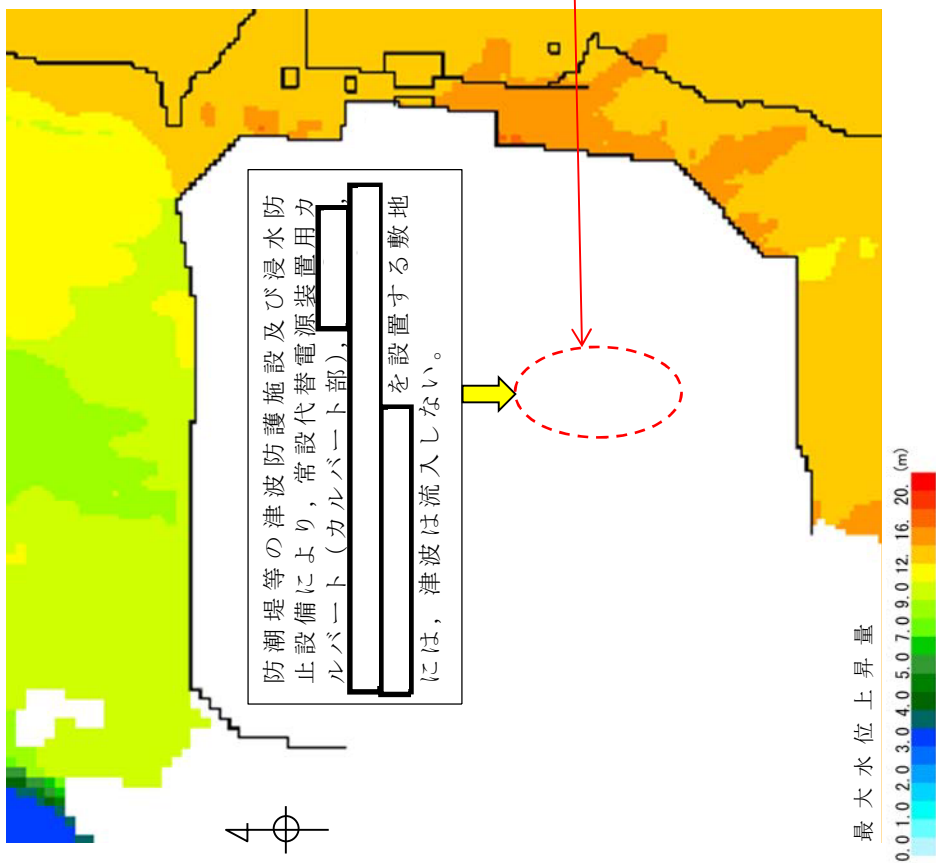 防潮堤等の津波防護施設及び浸水防
止設備により，常設代替電源装置用カ
ルバート（カルバート部），
を設置する敷地
には，津波は流入しない。
最大水位上昇量
0.0 1.0 2.0 3.0 4.0 5.0 7.0 9.0 12. 16. 20. (m)